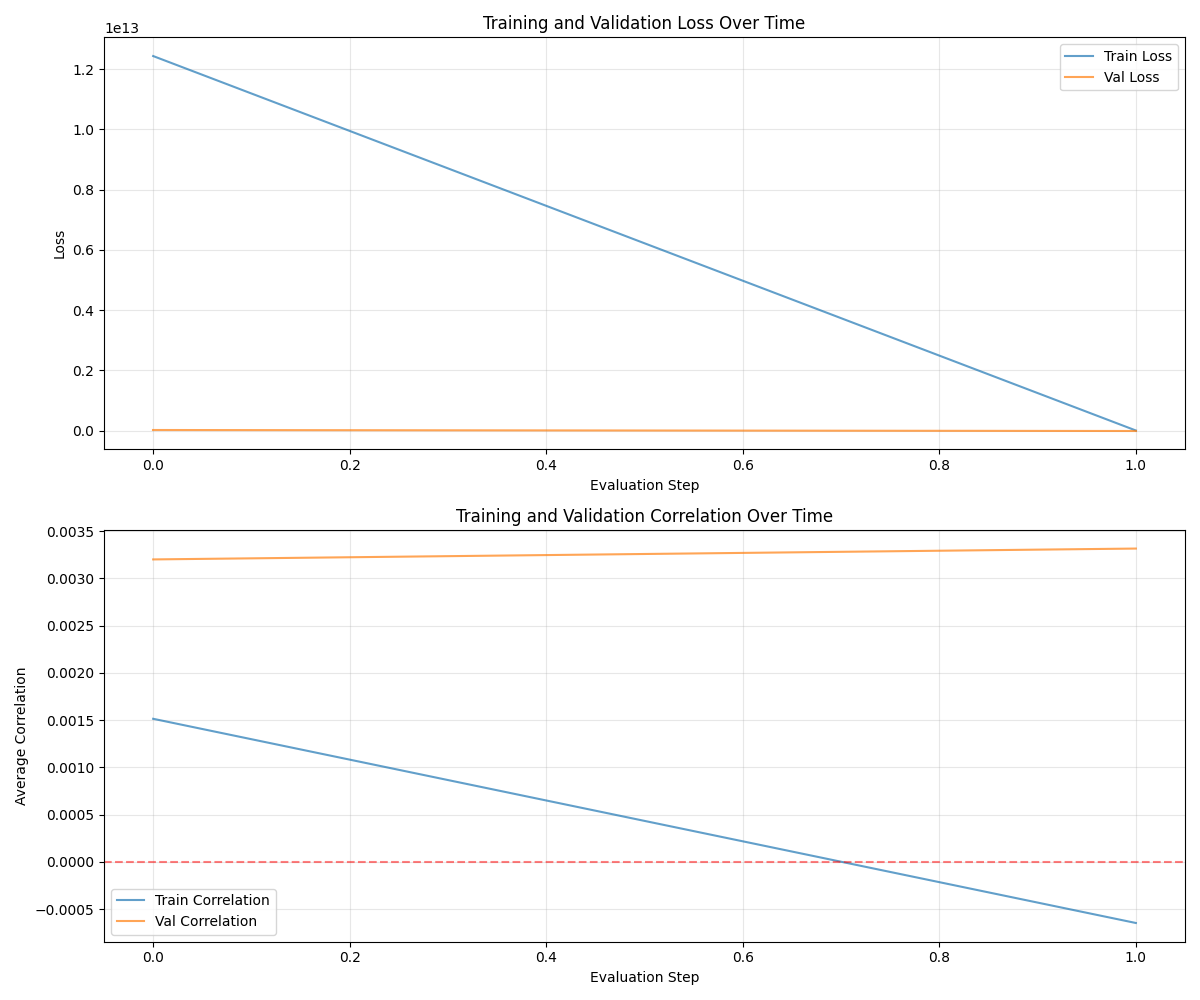 Training and Validation Loss Over Time
1e13
1.2
1.0
0.8
0.6
0.4
0.2
0.0
Loss
Train Loss
Val Loss
0.0 0.2 0.4 0.6 0.8 1.0
Evaluation Step
Training and Validation Correlation Over Time
0.0035
0.0030
0.0025
0.0020
0.0015
0.0010
0.0005
0.0000
−0.0005
Average Correlation
Train Correlation
Val Correlation
0.0 0.2 0.4 0.6 0.8 1.0
Evaluation Step